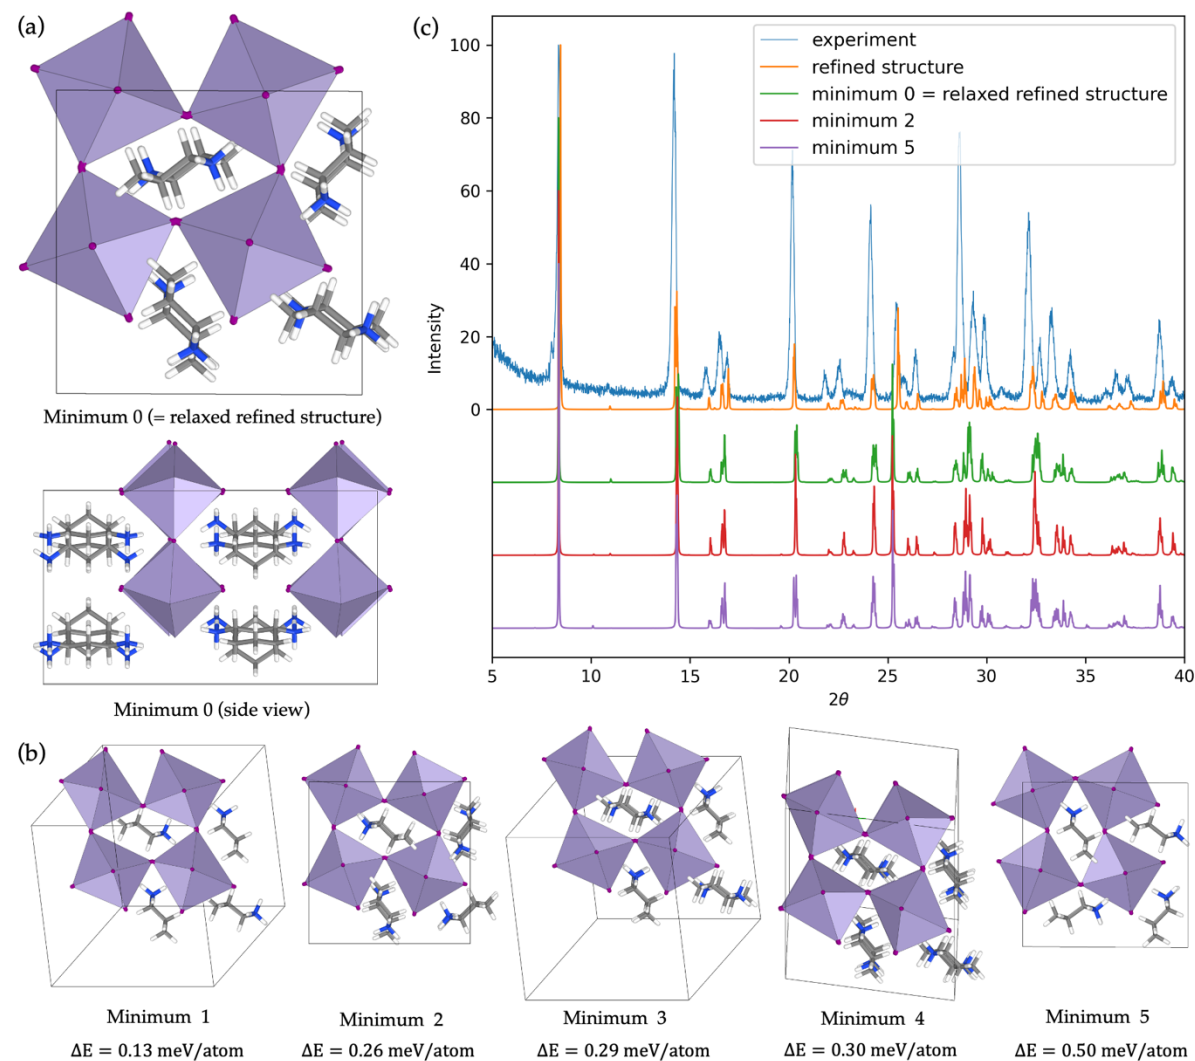 (a)
Minimum 0 (= relaxed refined structure)
Minimum 0 (side view)
(c)
experiment
refined structure
minimum 0 = relaxed refined structure
minimum 2
minimum 5
100
80
60
40
20
0
Intensity
5 10 15 20 25 30 35 40
2θ
(b)
Minimum 1
Minimum 2
Minimum 3
Minimum 4
Minimum 5
ΔE = 0.13 meV/atom
ΔE = 0.26 meV/atom
ΔE = 0.29 meV/atom
ΔE = 0.30 meV/atom
ΔE = 0.50 meV/atom